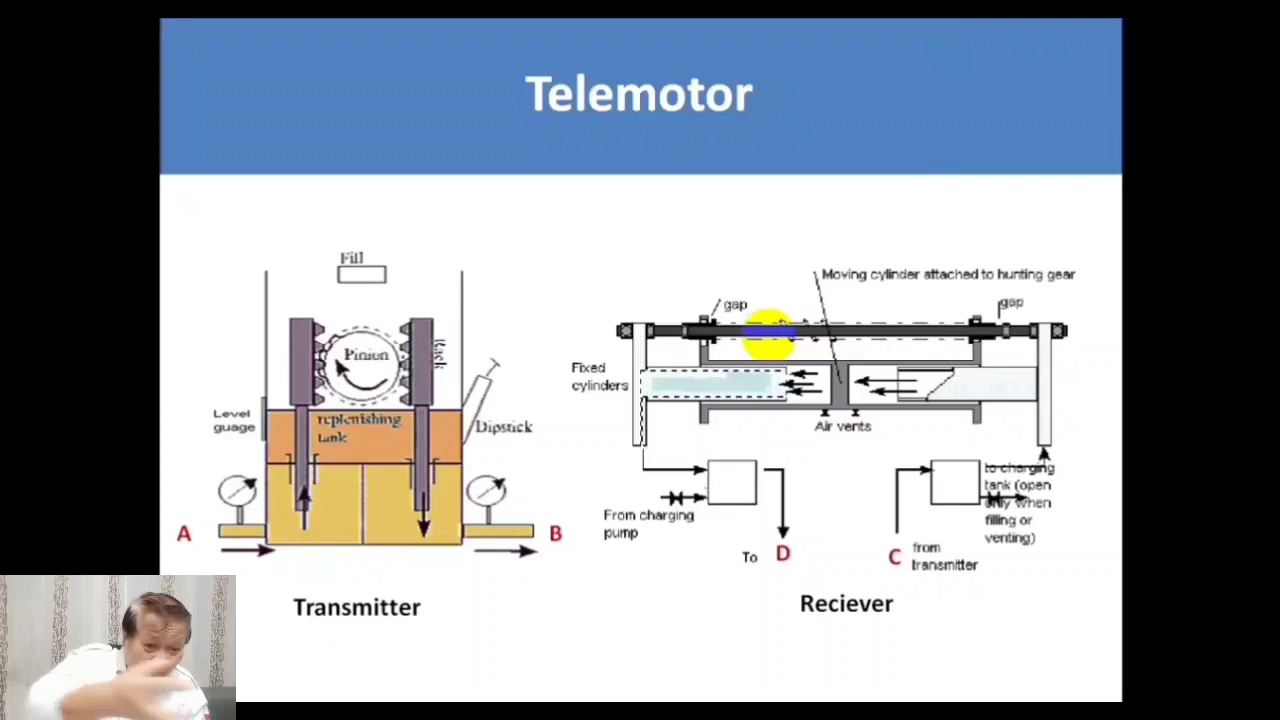 Telemotor
Fill
Pinion
Rack
replenishing
tank
Level
guage
Dipstick
A
B
Transmitter
Moving cylinder attached to hunting gear
gap
gap
Fixed
cylinders
Air vents
From charging
pump
To
D
C
from
transmitter
to charging
tank (open
only when
filling or
venting)
Reciever